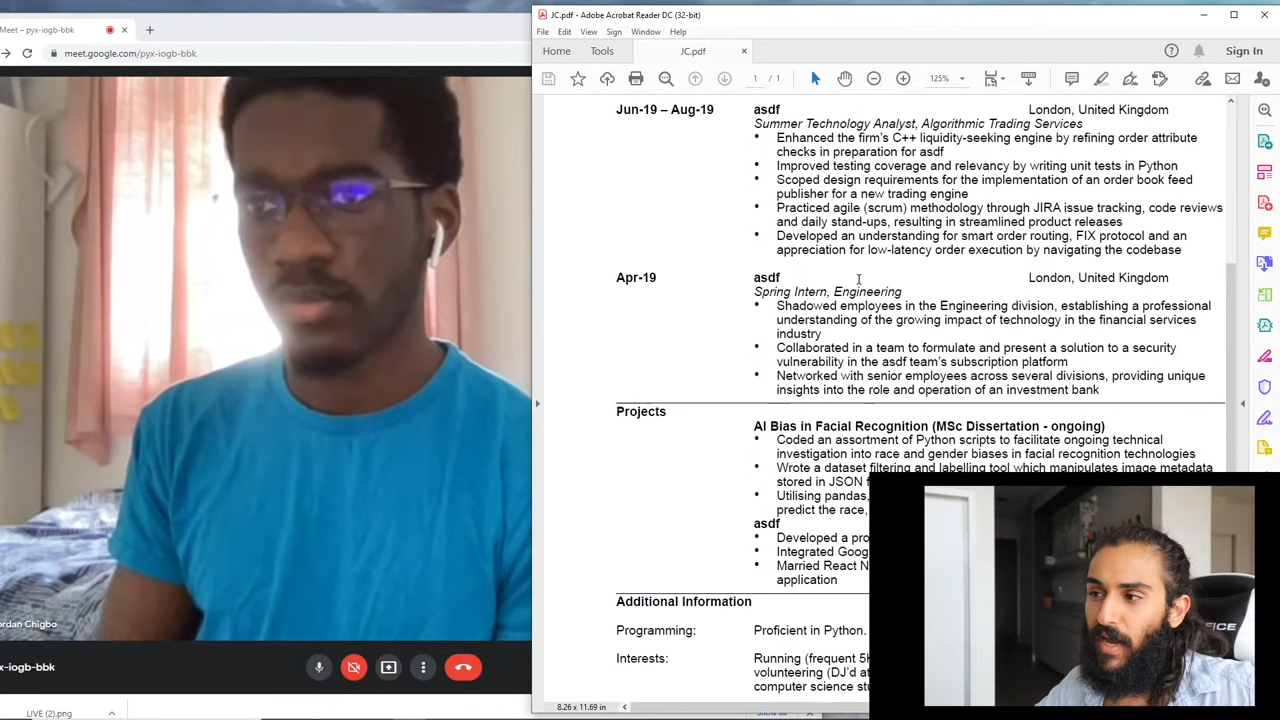 Meet – pyx-iogb-bbk
meet.google.com/pyx-iogb-bbk
JC.pdf - Adobe Acrobat Reader DC (32-bit)
File Edit View Sign Window Help
Home Tools JC.pdf Sign In
1 / 1 125%
Jun-19 – Aug-19 asdf London, United Kingdom
Summer Technology Analyst, Algorithmic Trading Services
• Enhanced the firm's C++ liquidity-seeking engine by refining order attribute
checks in preparation for asdf
• Improved testing coverage and relevancy by writing unit tests in Python
• Scoped design requirements for the implementation of an order book feed
publisher for a new trading engine
• Practiced agile (scrum) methodology through JIRA issue tracking, code reviews
and daily stand-ups, resulting in streamlined product releases
• Developed an understanding for smart order routing, FIX protocol and an
appreciation for low-latency order execution by navigating the codebase
Apr-19 asdf London, United Kingdom
Spring Intern, Engineering
• Shadowed employees in the Engineering division, establishing a professional
understanding of the growing impact of technology in the financial services
industry
• Collaborated in a team to formulate and present a solution to a security
vulnerability in the asdf team's subscription platform
• Networked with senior employees across several divisions, providing unique
insights into the role and operation of an investment bank
Projects
AI Bias in Facial Recognition (MSc Dissertation - ongoing)
• Coded an assortment of Python scripts to facilitate ongoing technical
investigation into race and gender biases in facial recognition technologies
• Wrote a dataset filtering and labelling tool which manipulates image metadata
stored in JSON
• Utilising pandas,
predict the race,
asdf
• Developed a pro
• Integrated Goog
• Married React N
application
Additional Information
Programming: Proficient in Python.
Interests: Running (frequent 5K
volunteering (DJ'd at
computer science stu
8.26 x 11.69 in
ordan Chigbo
x-iogb-bbk
LIVE (2).png
Show all